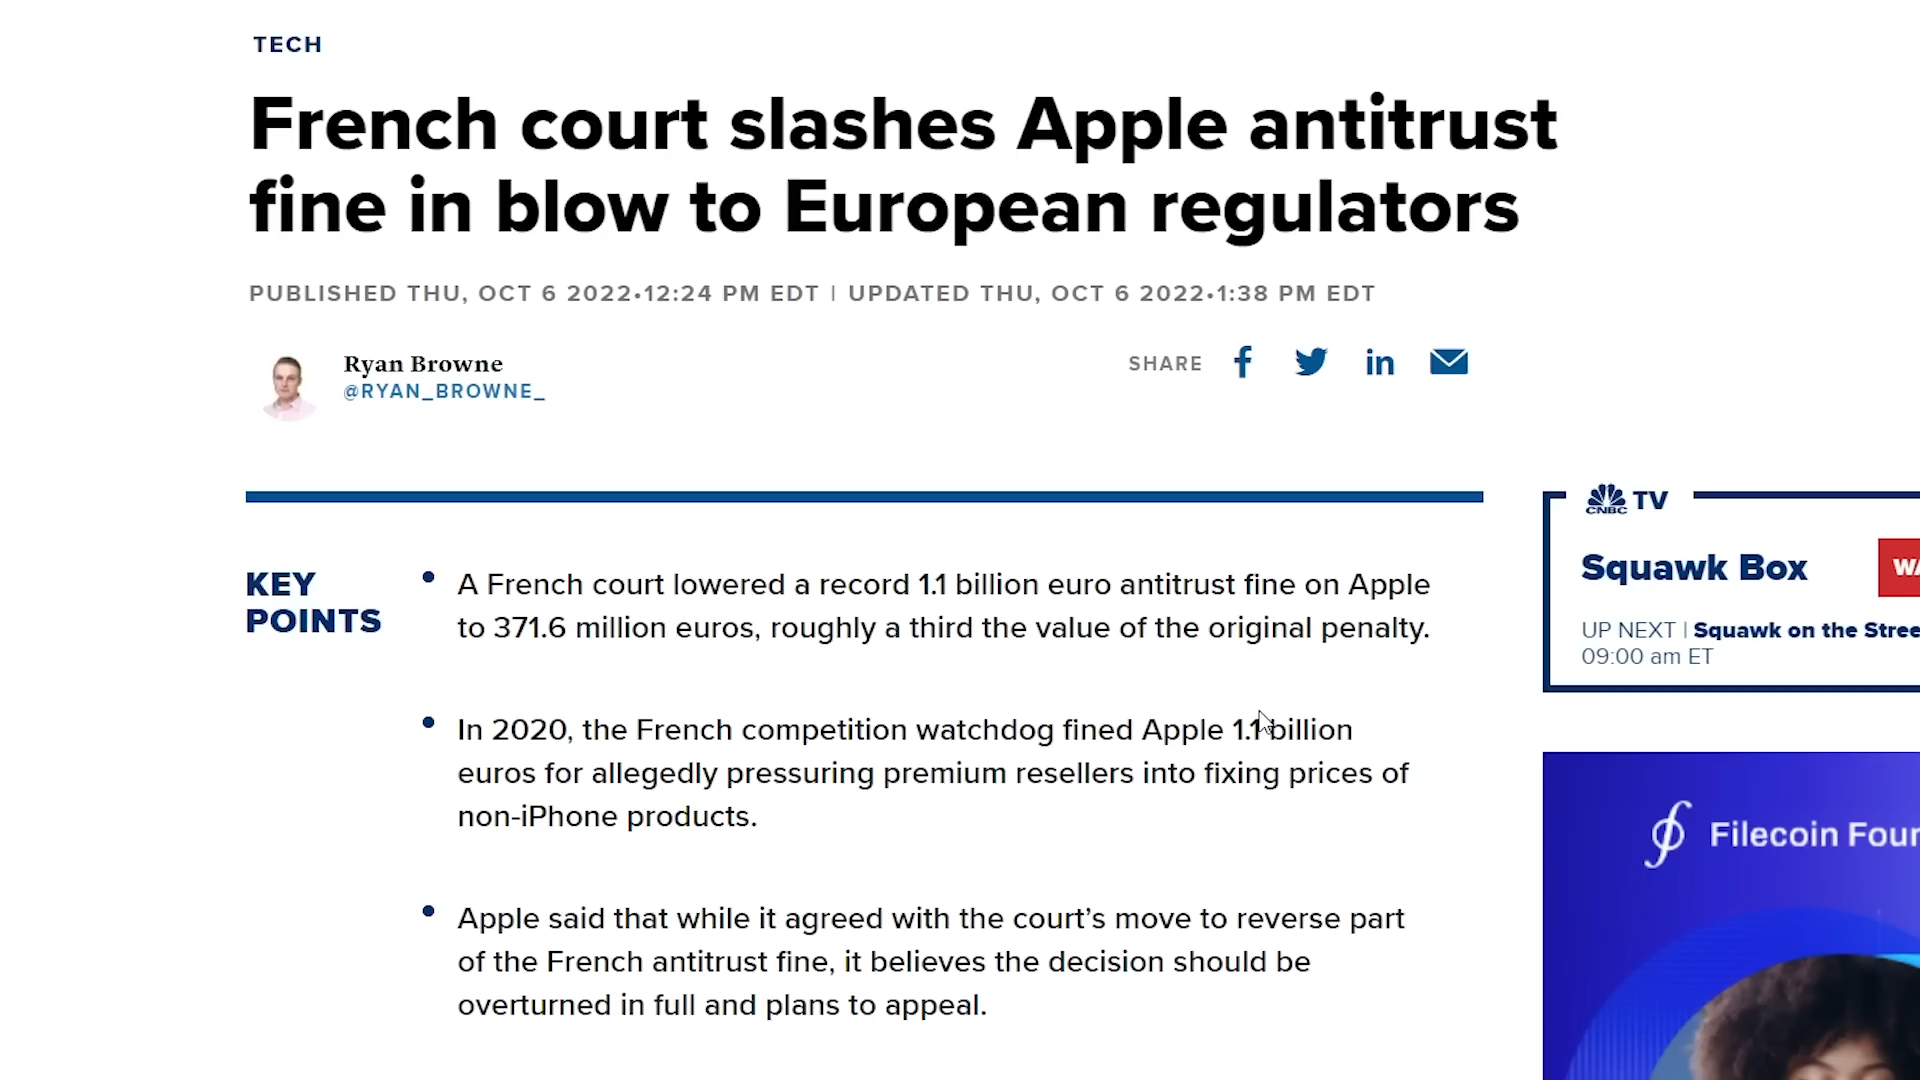 TECH
French court slashes Apple antitrust
fine in blow to European regulators
PUBLISHED THU, OCT 6 2022•12:24 PM EDT | UPDATED THU, OCT 6 2022•1:38 PM EDT
Ryan Browne
@RYAN_BROWNE_
SHARE
KEY
POINTS
• A French court lowered a record 1.1 billion euro antitrust fine on Apple
to 371.6 million euros, roughly a third the value of the original penalty.
• In 2020, the French competition watchdog fined Apple 1.1 billion
euros for allegedly pressuring premium resellers into fixing prices of
non-iPhone products.
• Apple said that while it agreed with the court’s move to reverse part
of the French antitrust fine, it believes the decision should be
overturned in full and plans to appeal.
CNBC TV
Squawk Box
UP NEXT | Squawk on the
09:00 am ET
Filecoin